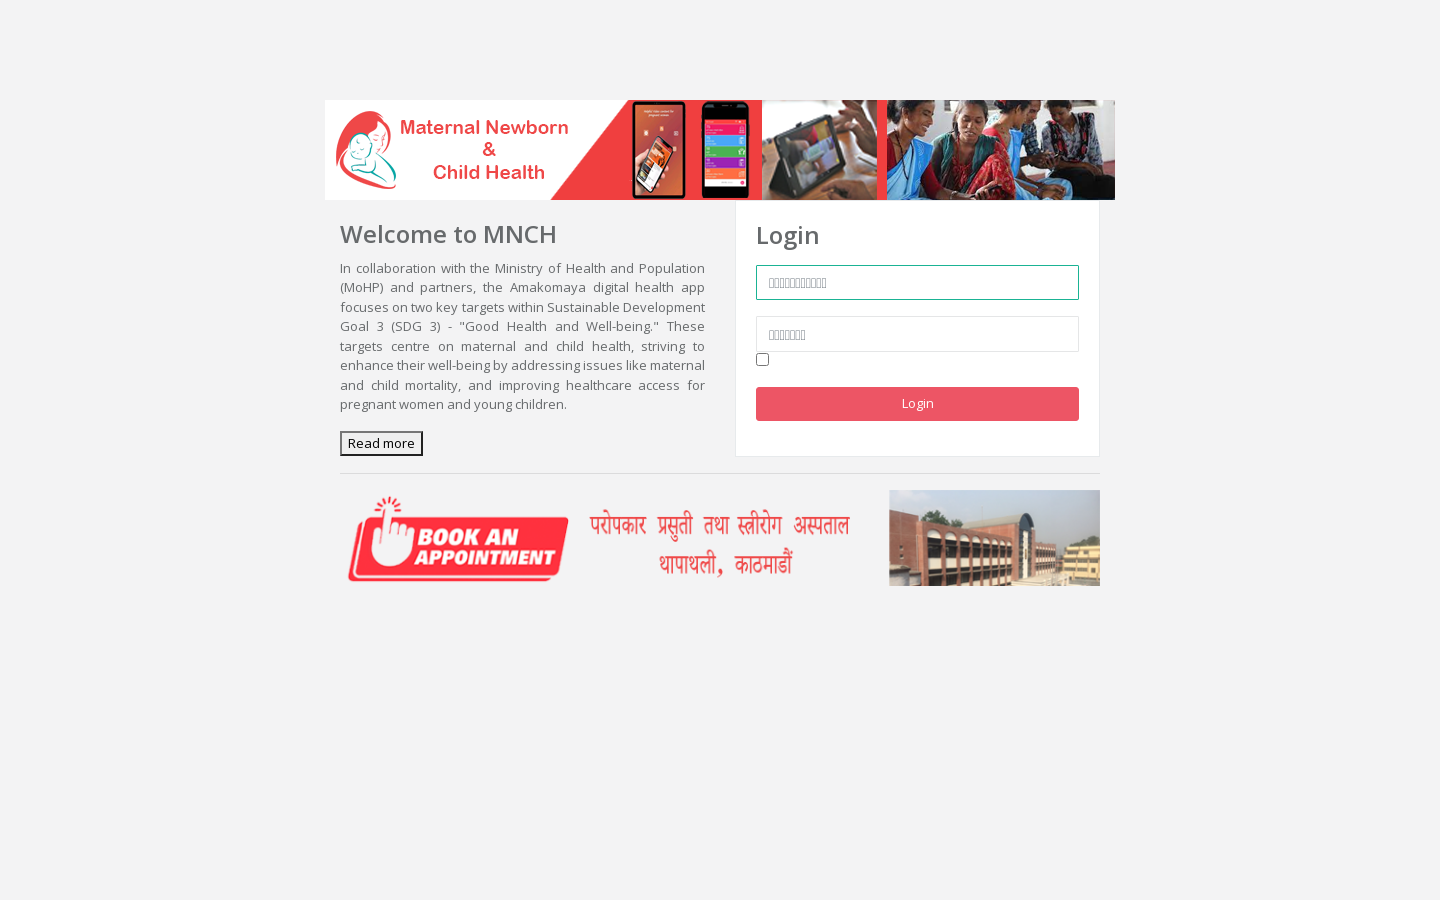 Maternal Newborn
&
Child Health
Welcome to MNCH
In collaboration with the Ministry of Health and Population
(MoHP) and partners, the Amakomaya digital health app
focuses on two key targets within Sustainable Development
Goal 3 (SDG 3) - "Good Health and Well-being." These
targets centre on maternal and child health, striving to
enhance their well-being by addressing issues like maternal
and child mortality, and improving healthcare access for
pregnant women and young children.
Read more
Login
Login
BOOK AN
APPOINTMENT
परोपकार प्रसुती तथा स्त्रीरोग अस्पताल
थापाथली, काठमाडौं